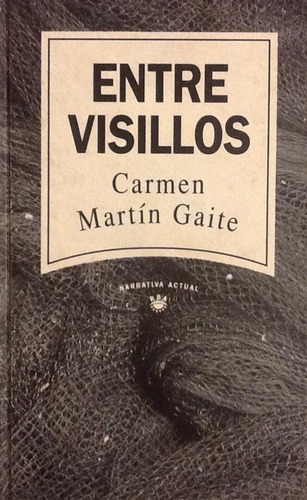 ENTRE
VISILLOS
Carmen
Martín Gaite
NARRATIVA ACTUAL
RBA